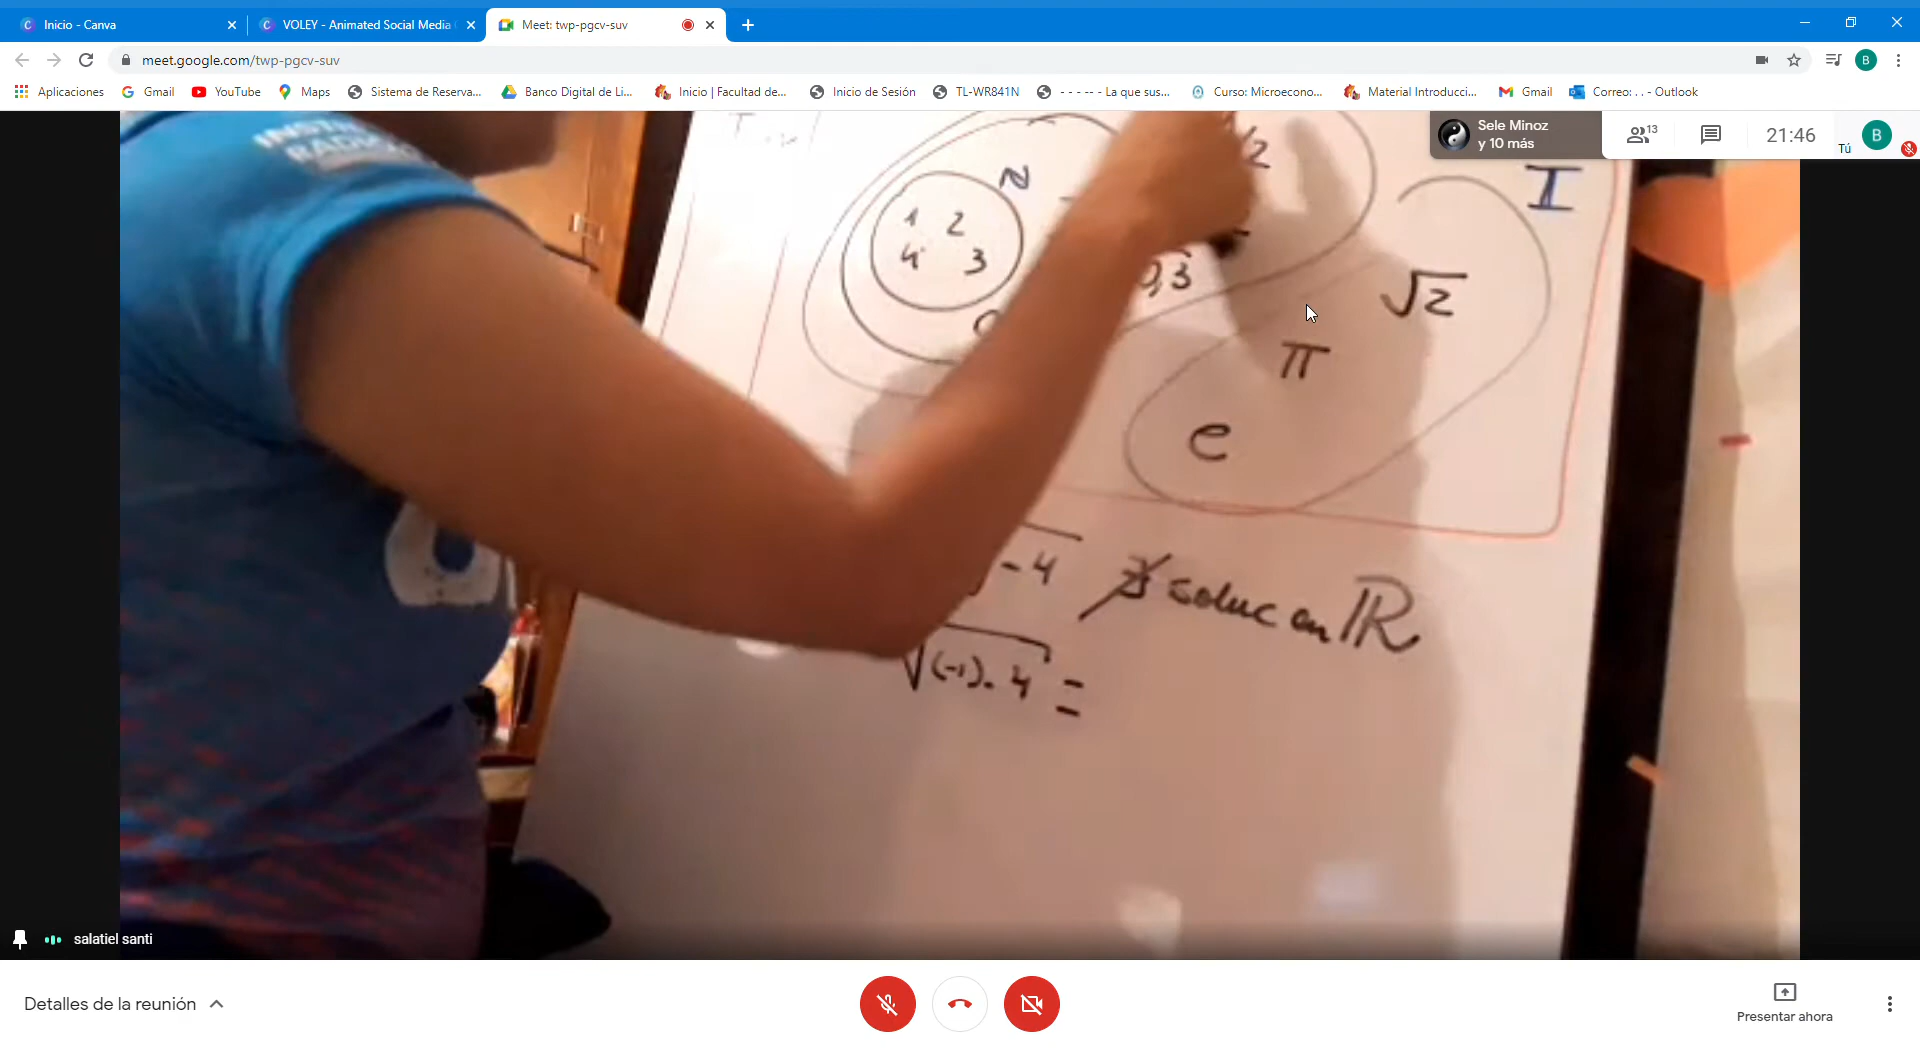 Inicio - Canva
VOLEY - Animated Social Media
Meet: twp-pgcv-suv
meet.google.com/twp-pgcv-suv
B
Aplicaciones
Gmail
YouTube
Maps
Sistema de Reserva...
Banco Digital de Li...
Inicio | Facultad de...
Inicio de Sesión
TL-WR841N
- - - -- - La que sus...
Curso: Microecono...
Material Introducci...
Gmail
Correo: . . - Outlook
Sele Minoz
y 10 más
13
21:46
Tú
B
N
1 2
4 3
0,3
I
√2
π
e
-4 ∄ soluc en ℝ
√(-1). 4 =
salatiel santi
Detalles de la reunión
Presentar ahora